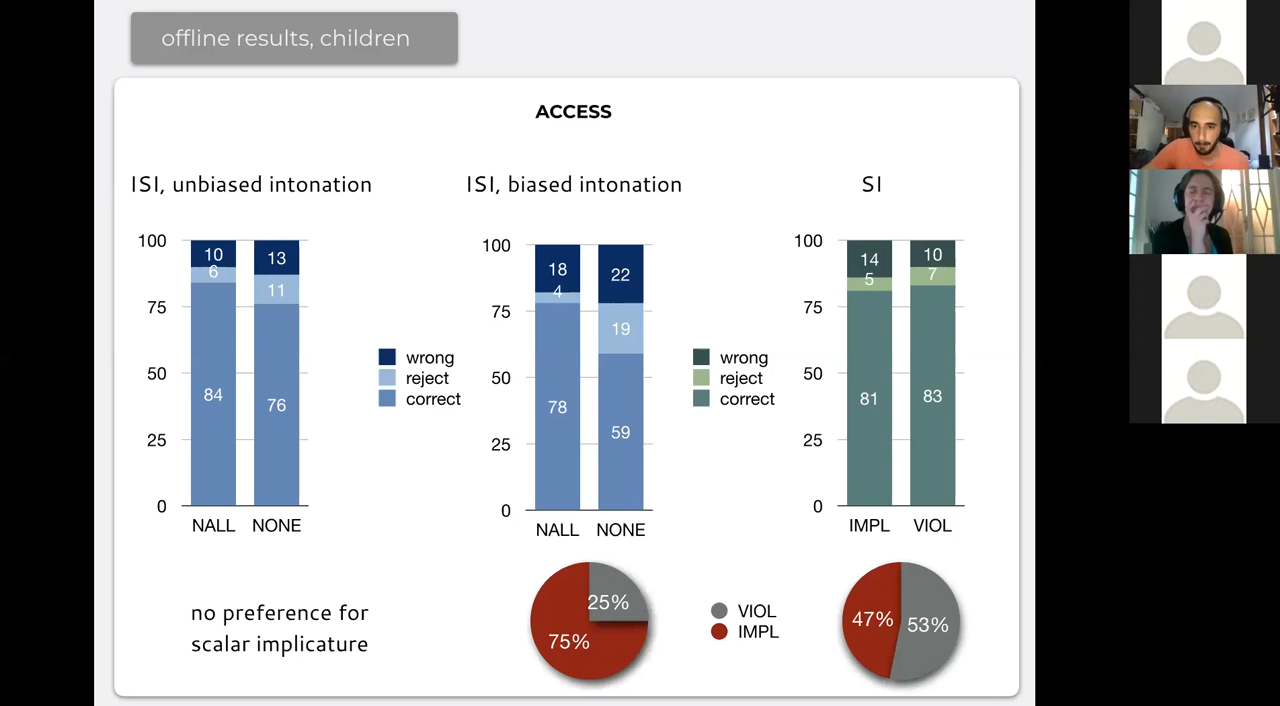 offline results, children
ACCESS
ISI, unbiased intonation
100
75
50
25
0
10
6
84
13
11
76
NALL NONE
wrong
reject
correct
ISI, biased intonation
100
75
50
25
0
18
4
78
22
19
59
NALL NONE
wrong
reject
correct
SI
100
75
50
25
0
14
5
81
10
7
83
IMPL VIOL
no preference for
scalar implicature
25%
75%
VIOL
IMPL
47%
53%